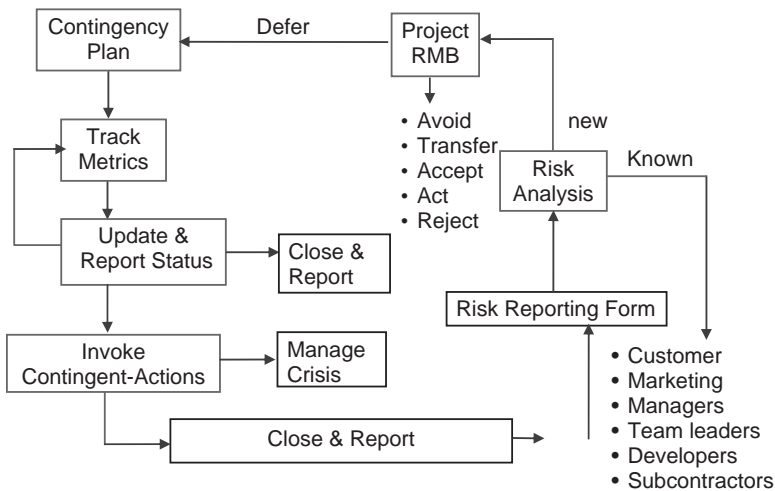 Contingency
Plan
Defer
Project
RMB
• Avoid
• Transfer
• Accept
• Act
• Reject
new
Known
Track
Metrics
Risk
Analysis
Update &
Report Status
Close &
Report
Risk Reporting Form
Invoke
Contingent-Actions
Manage
Crisis
• Customer
• Marketing
• Managers
• Team leaders
• Developers
• Subcontractors
Close & Report